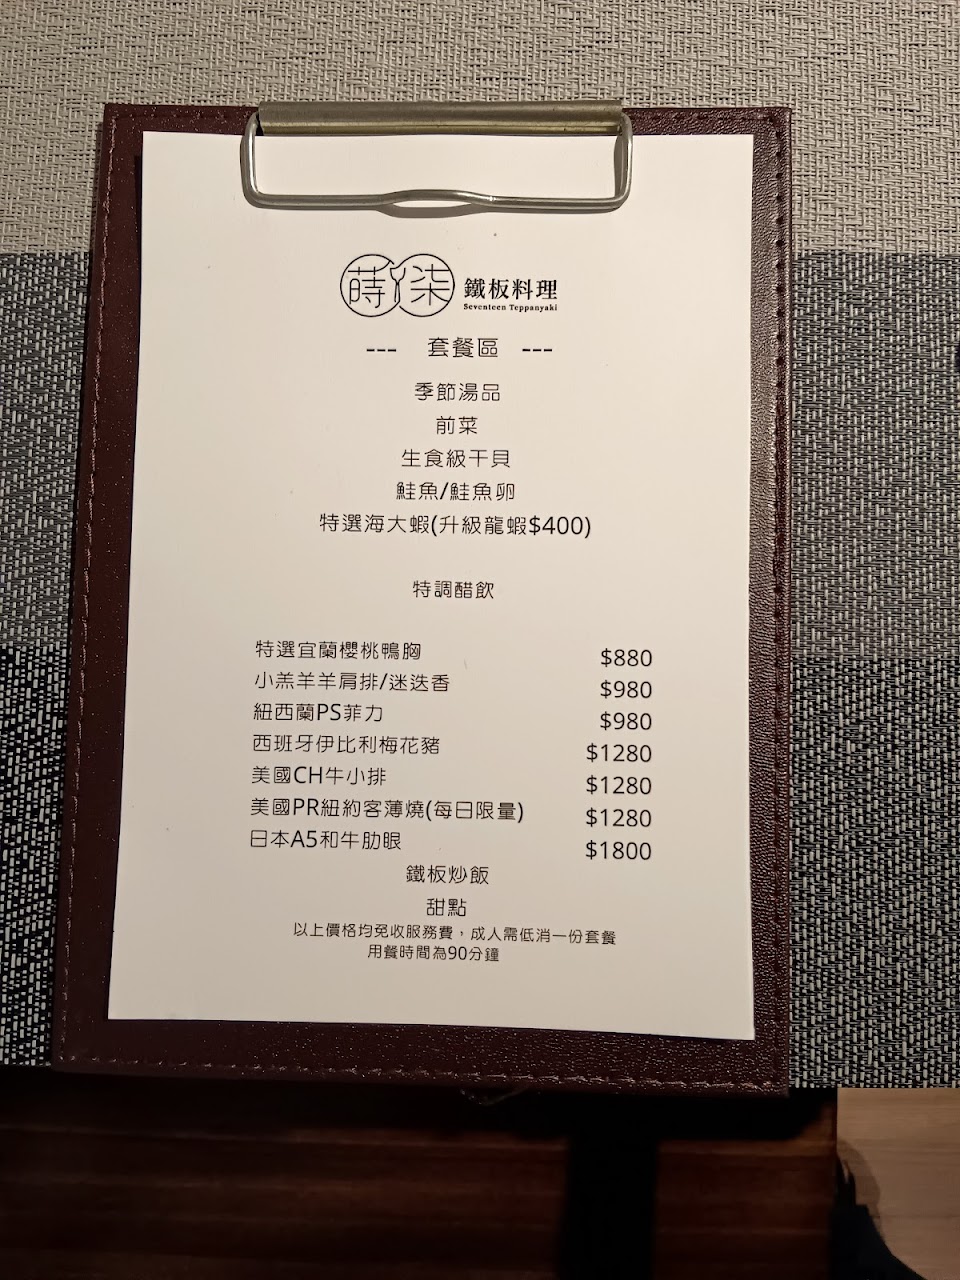 蒔丫柒 鐵板料理
Seventeen Teppanyaki
--- 套餐區 ---
季節湯品
前菜
生食級干貝
鮭魚/鮭魚卵
特選海大蝦(升級龍蝦$400)
特調醋飲
特選宜蘭櫻桃鴨胸 $880
小羔羊羊肩排/迷迭香 $980
紐西蘭PS菲力 $980
西班牙伊比利梅花豬 $1280
美國CH牛小排 $1280
美國PR紐約客薄燒(每日限量) $1280
日本A5和牛肋眼 $1800
鐵板炒飯
甜點
以上價格均免收服務費，成人需低消一份套餐
用餐時間為90分鐘